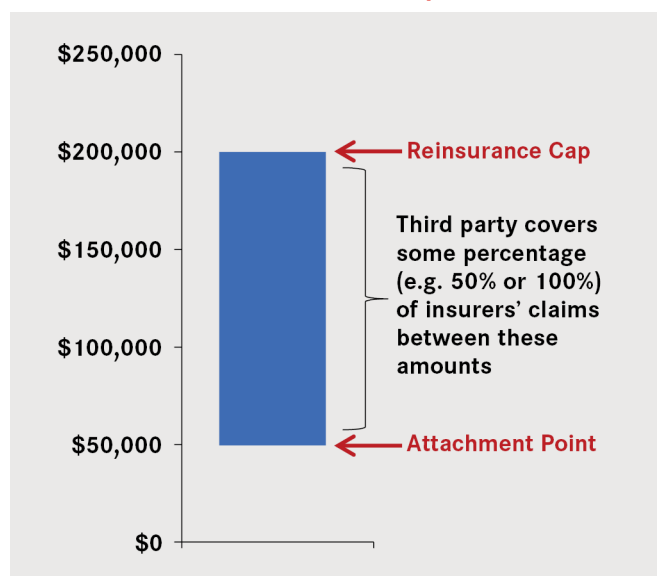 $250,000
$200,000
Reinsurance Cap
Third party covers
some percentage
(e.g. 50% or 100%)
of insurers’ claims
between these
amounts
$150,000
$100,000
$50,000
Attachment Point
$0